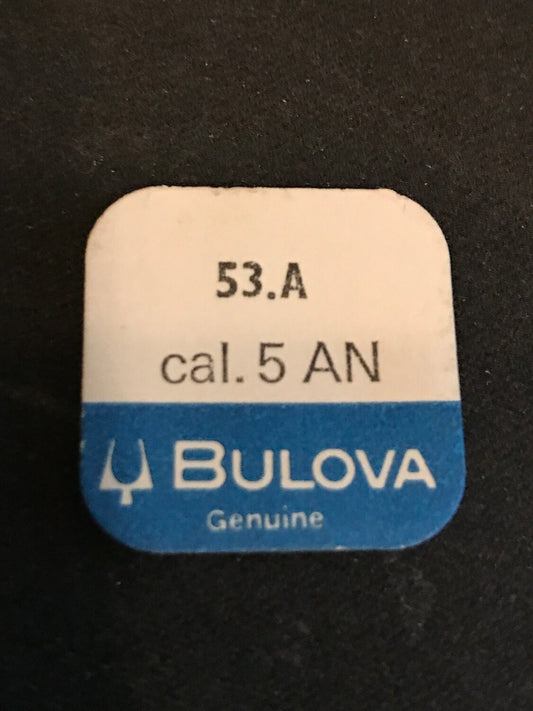 53.A
cal. 5 AN
BULOVA
Genuine